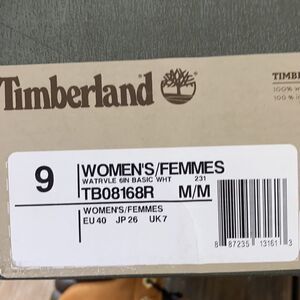 Timberland
TIMBE
100% w
100 % i
9
WOMEN'S/FEMMES
WATRVLE 6IN BASIC WHT 231
TB08168R M/M
WOMEN'S/FEMMES
EU 40 JP 26 UK 7
8 87235 13161 3